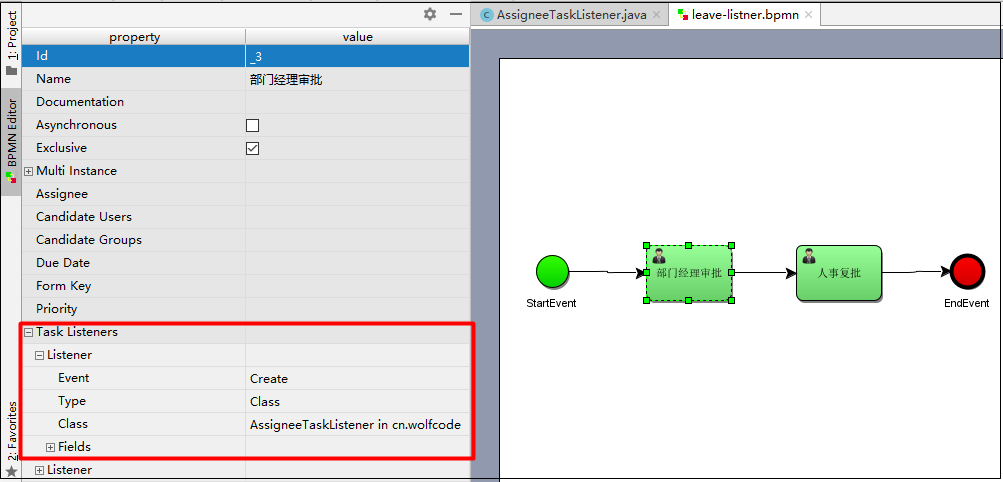 1: Project
BPMN Editor
2: Favorites
property value
Id _3
Name 部门经理审批
Documentation
Asynchronous
Exclusive
Multi Instance
Assignee
Candidate Users
Candidate Groups
Due Date
Form Key
Priority
Task Listeners
Listener
Event Create
Type Class
Class AssigneeTaskListener in cn.wolfcode
Fields
Listener
AssigneeTaskListener.java leave-listner.bpmn
StartEvent
部门经理审批
人事复批
EndEvent